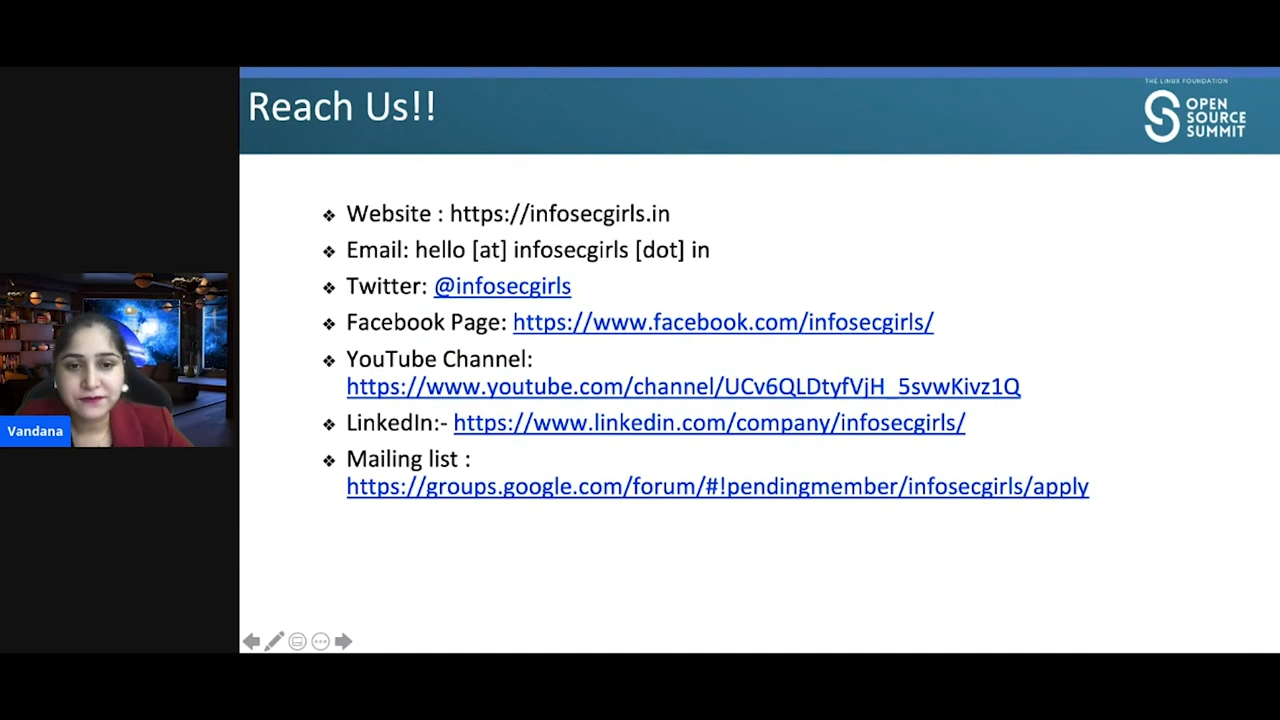 THE LINUX FOUNDATION
OPEN
SOURCE
SUMMIT
Reach Us!!
❖ Website : https://infosecgirls.in
❖ Email: hello [at] infosecgirls [dot] in
❖ Twitter: @infosecgirls
❖ Facebook Page: https://www.facebook.com/infosecgirls/
❖ YouTube Channel:
https://www.youtube.com/channel/UCv6QLDtyfVjH_5svwKivz1Q
❖ LinkedIn:- https://www.linkedin.com/company/infosecgirls/
❖ Mailing list :
https://groups.google.com/forum/#!pendingmember/infosecgirls/apply
Vandana